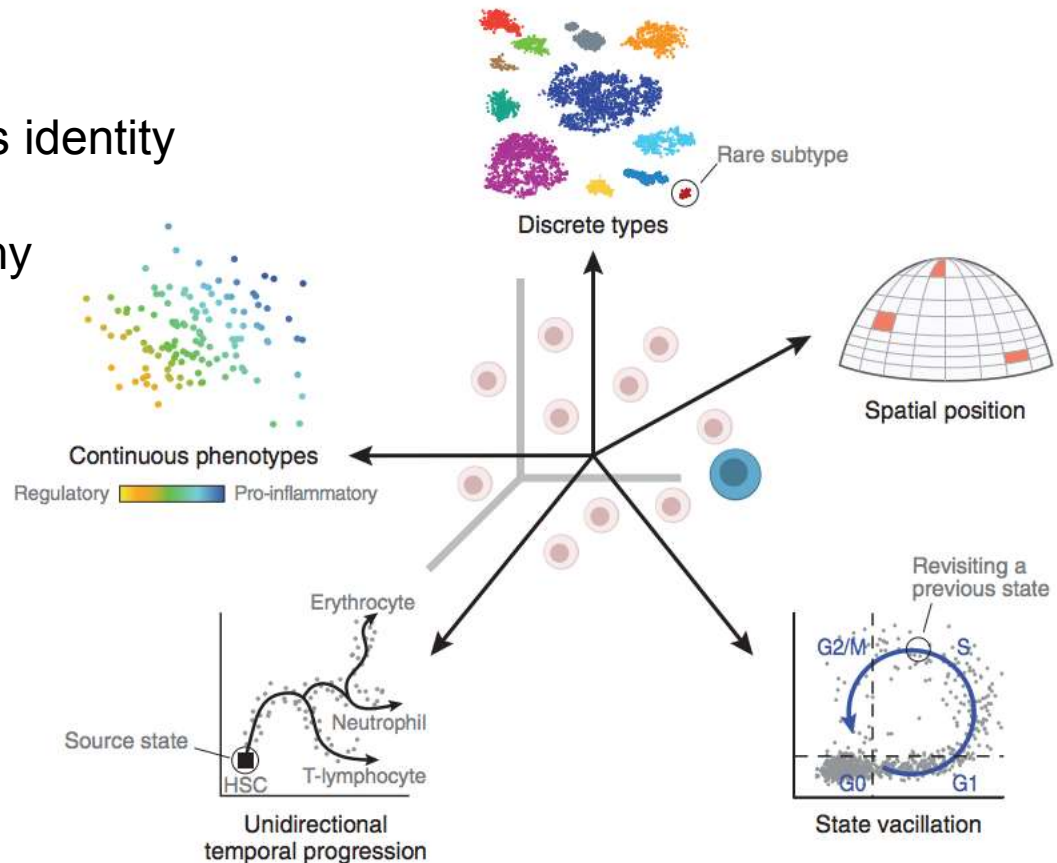 s identity
ny
Rare subtype
Discrete types
Spatial position
Continuous phenotypes
Regulatory Pro-inflammatory
Revisiting a
previous state
G2/M S
G0 G1
State vacillation
Erythrocyte
Neutrophil
Source state
T-lymphocyte
HSC
Unidirectional
temporal progression